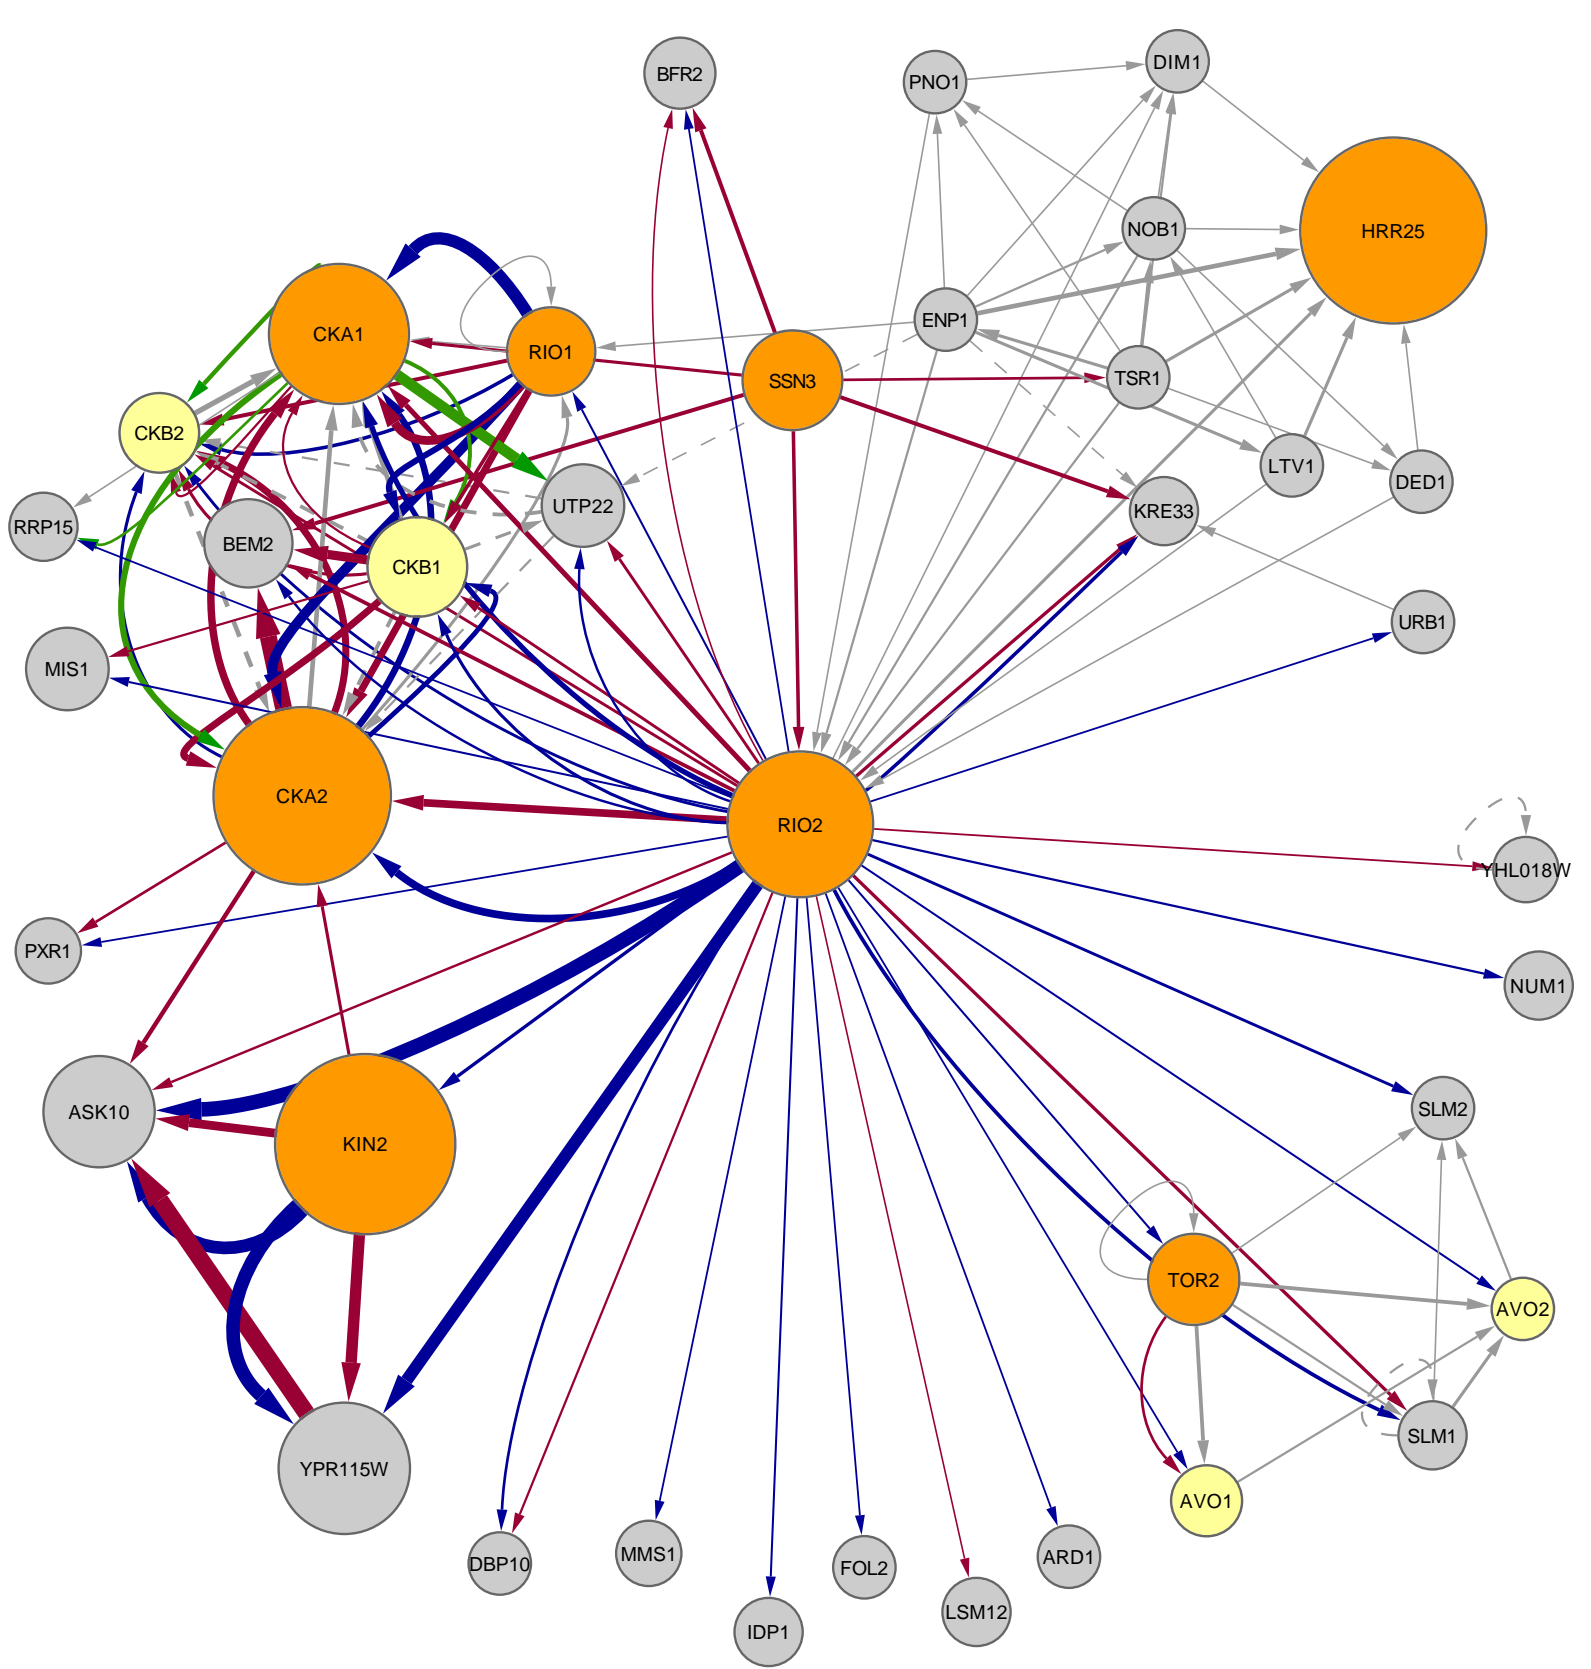 BFR2
DIM1
PNO1
NOB1
HRR25
ENP1
CKA1
RIO1
SSN3
TSR1
CKB2
LTV1
DED1
UTP22
KRE33
RRP15
BEM2
CKB1
URB1
MIS1
CKA2
RIO2
YHL018W
PXR1
NUM1
ASK10
SLM2
KIN2
TOR2
AVO2
SLM1
YPR115W
AVO1
DBP10
MMS1
FOL2
ARD1
LSM12
IDP1